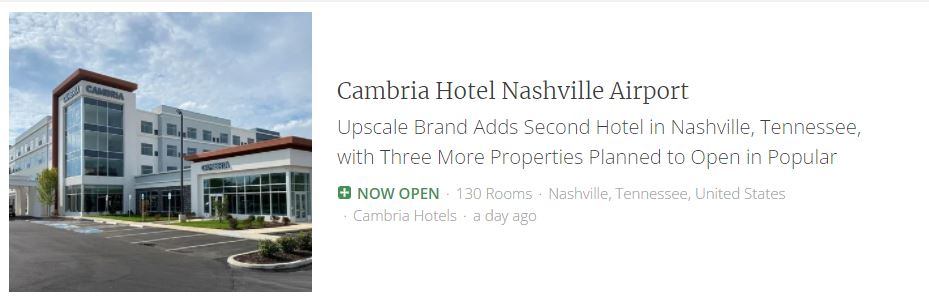 CAMBRIA
CAMBRIA
Cambria Hotel Nashville Airport
Upscale Brand Adds Second Hotel in Nashville, Tennessee,
with Three More Properties Planned to Open in Popular
NOW OPEN · 130 Rooms · Nashville, Tennessee, United States
· Cambria Hotels · a day ago